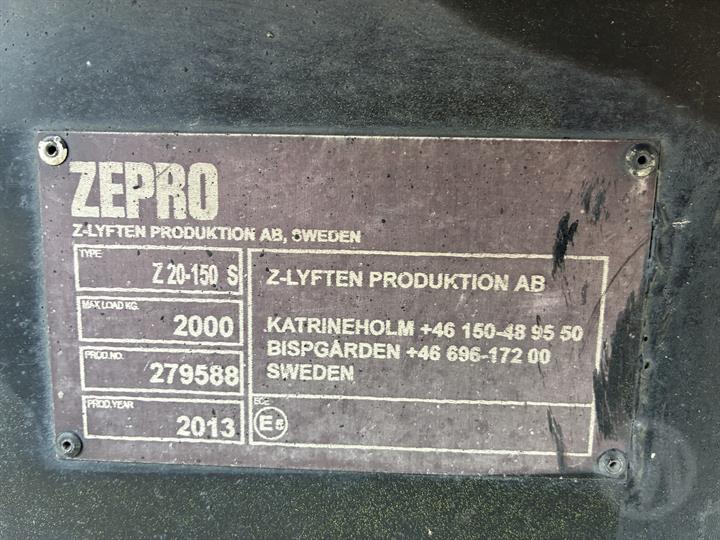 ZEPRO
Z-LYFTEN PRODUKTION AB, SWEDEN
TYPE
Z 20-150 S
MAX LOAD KG.
2000
PROD.NO.
279588
PROD.YEAR
2013
Z-LYFTEN PRODUKTION AB
KATRINEHOLM +46 150-48 95 50
BISPGÅRDEN +46 696-172 00
SWEDEN
ECE
E5